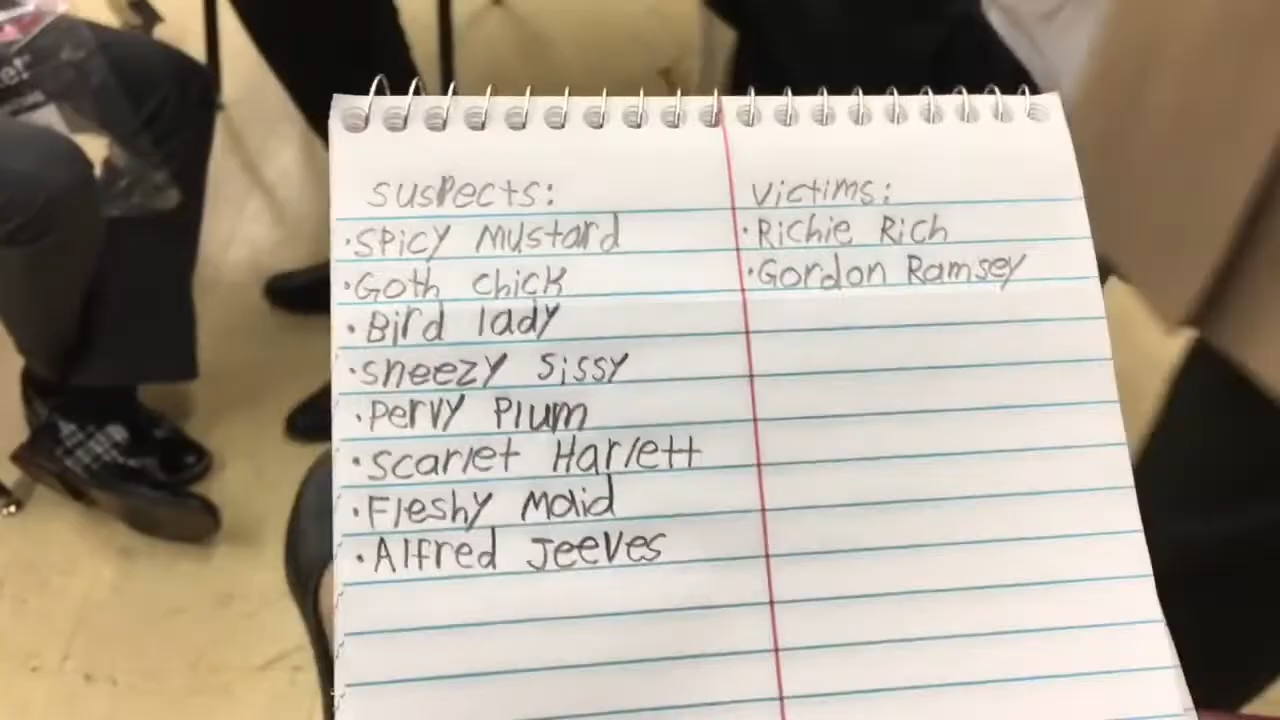 suspects:
·Spicy Mustard
·Goth chick
·Bird lady
·sneezy sissy
·pervy Plum
·scarlet Harlett
·Fleshy maid
·Alfred Jeeves
victims:
·Richie Rich
·Gordon Ramsey